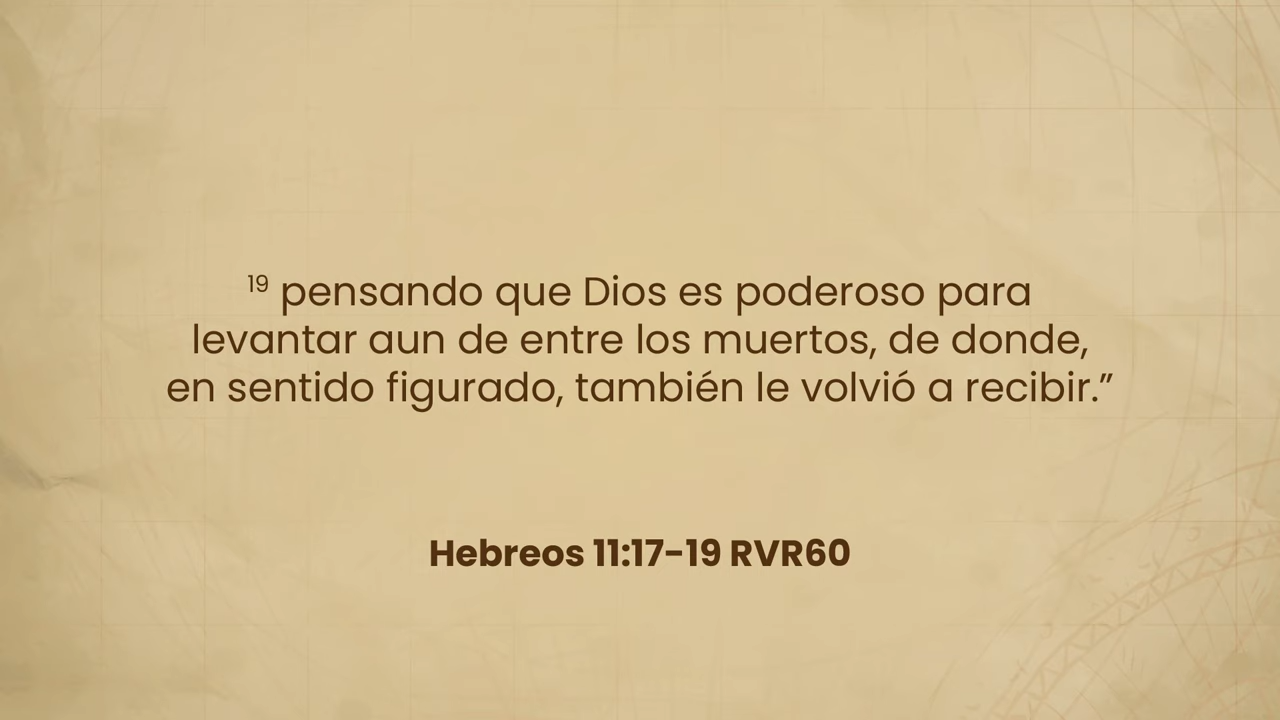 ¹⁹ pensando que Dios es poderoso para
levantar aun de entre los muertos, de donde,
en sentido figurado, también le volvió a recibir.”
Hebreos 11:17-19 RVR60